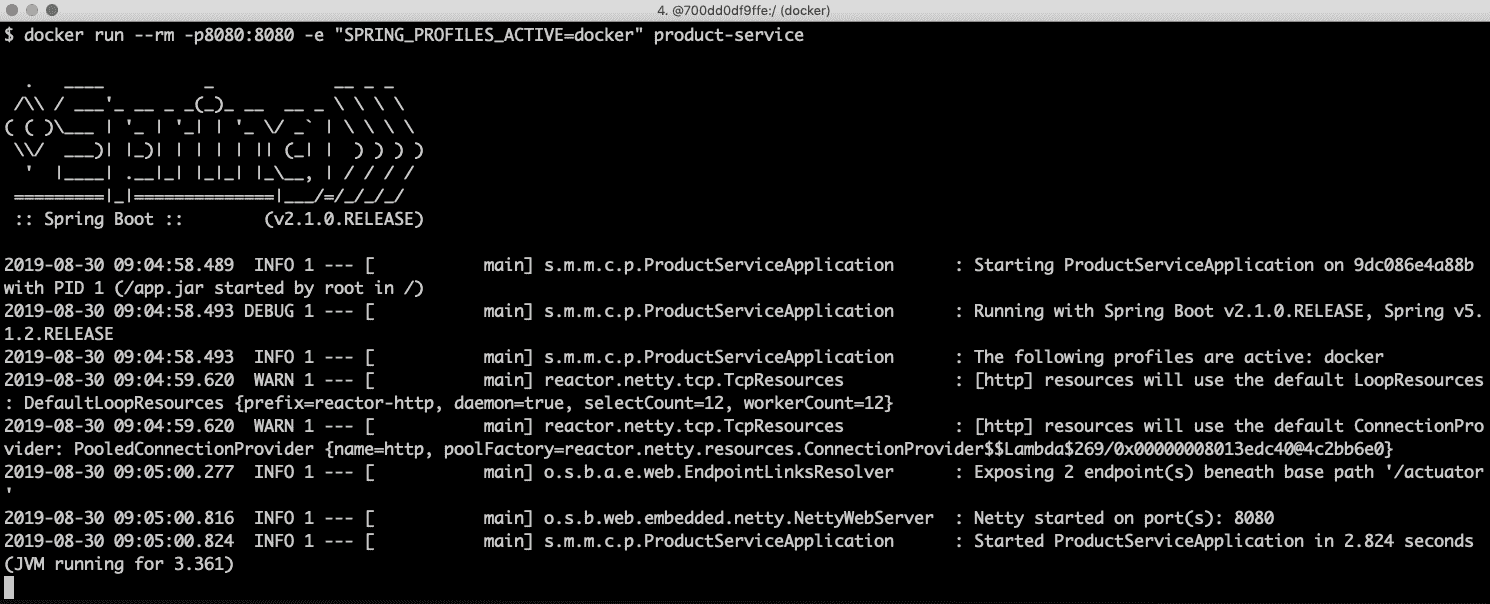 4. @700dd0df9ffe:/ (docker)
$ docker run --rm -p8080:8080 -e "SPRING_PROFILES_ACTIVE=docker" product-service
  .   ____          _            __ _ _
 /\\ / ___'_ __ _ _(_)_ __  __ _ \ \ \ \
( ( )\___ | '_ | '_| | '_ \/ _` | \ \ \ \
 \\/  ___)| |_)| | | | | || (_| |  ) ) ) )
  '  |____| .__|_| |_|_| |_\__, | / / / /
 =========|_|==============|___/=/_/_/_/
 :: Spring Boot ::        (v2.1.0.RELEASE)
2019-08-30 09:04:58.489  INFO 1 --- [           main] s.m.m.c.p.ProductServiceApplication      : Starting ProductServiceApplication on 9dc086e4a88b
with PID 1 (/app.jar started by root in /)
2019-08-30 09:04:58.493 DEBUG 1 --- [           main] s.m.m.c.p.ProductServiceApplication      : Running with Spring Boot v2.1.0.RELEASE, Spring v5.
1.2.RELEASE
2019-08-30 09:04:58.493  INFO 1 --- [           main] s.m.m.c.p.ProductServiceApplication      : The following profiles are active: docker
2019-08-30 09:04:59.620  WARN 1 --- [           main] reactor.netty.tcp.TcpResources           : [http] resources will use the default LoopResources
: DefaultLoopResources {prefix=reactor-http, daemon=true, selectCount=12, workerCount=12}
2019-08-30 09:04:59.620  WARN 1 --- [           main] reactor.netty.tcp.TcpResources           : [http] resources will use the default ConnectionPro
vider: PooledConnectionProvider {name=http, poolFactory=reactor.netty.resources.ConnectionProvider$$Lambda$269/0x00000008013edc40@4c2bb6e0}
2019-08-30 09:05:00.277  INFO 1 --- [           main] o.s.b.a.e.web.EndpointLinksResolver      : Exposing 2 endpoint(s) beneath base path '/actuator
'
2019-08-30 09:05:00.816  INFO 1 --- [           main] o.s.b.web.embedded.netty.NettyWebServer  : Netty started on port(s): 8080
2019-08-30 09:05:00.824  INFO 1 --- [           main] s.m.m.c.p.ProductServiceApplication      : Started ProductServiceApplication in 2.824 seconds
(JVM running for 3.361)